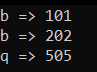 b => 101
b => 202
q => 505